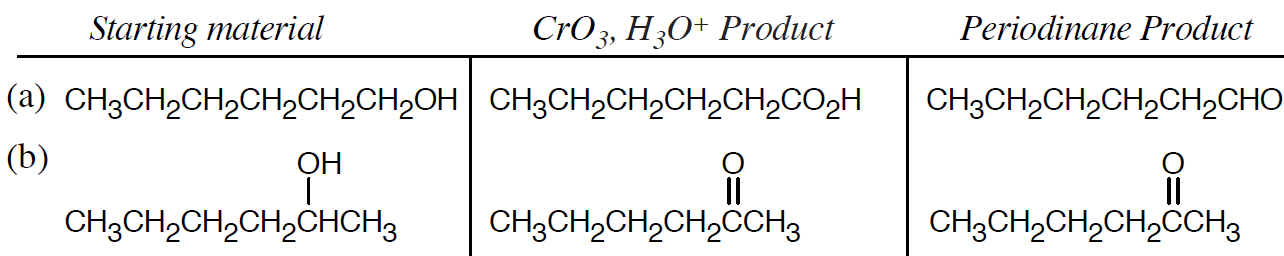 Starting material CrO3, H3O+ Product Periodinane Product
(a) CH3CH2CH2CH2CH2CH2OH CH3CH2CH2CH2CH2CO2H CH3CH2CH2CH2CH2CHO
(b)
OH O O
CH3CH2CH2CH2CHCH3 CH3CH2CH2CH2CCH3 CH3CH2CH2CH2CCH3